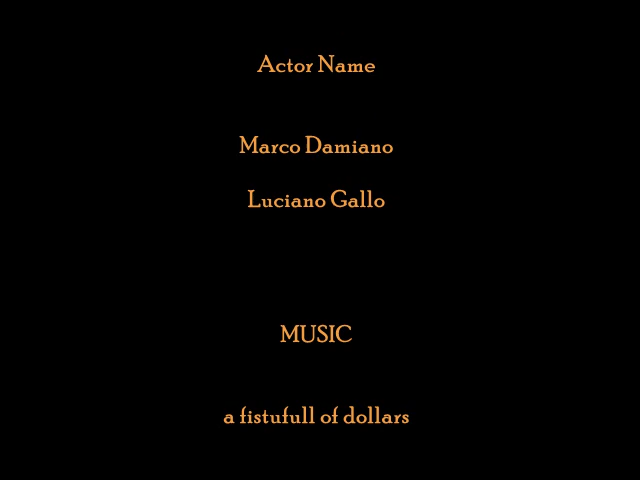 Actor Name
Marco Damiano
Luciano Gallo
MUSIC
a fistufull of dollars